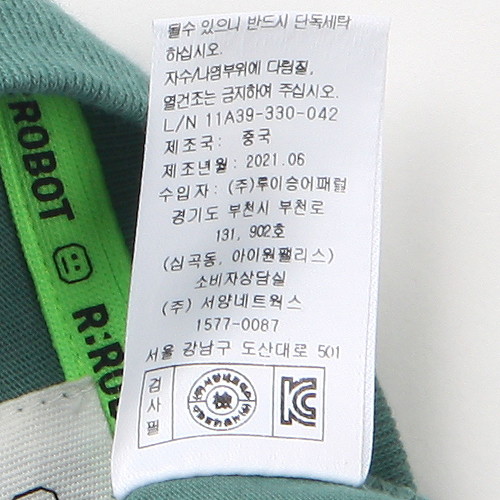 될수 있으니 반드시 단독세탁
하십시오.
자수/나염부위에 다림질,
열건조는 금지하여 주십시오.
L/N 11A39-330-042
제조국: 중국
제조년월: 2021.06
수입자: (주)루이승어패럴
경기도 부천시 부천로
131, 902호
(심곡동, 아이원팰리스)
소비자상담실
(주) 서양네트웍스
1577-0087
서울 강남구 도산대로 501
검사필
KC
:ROBOT
R:ROB